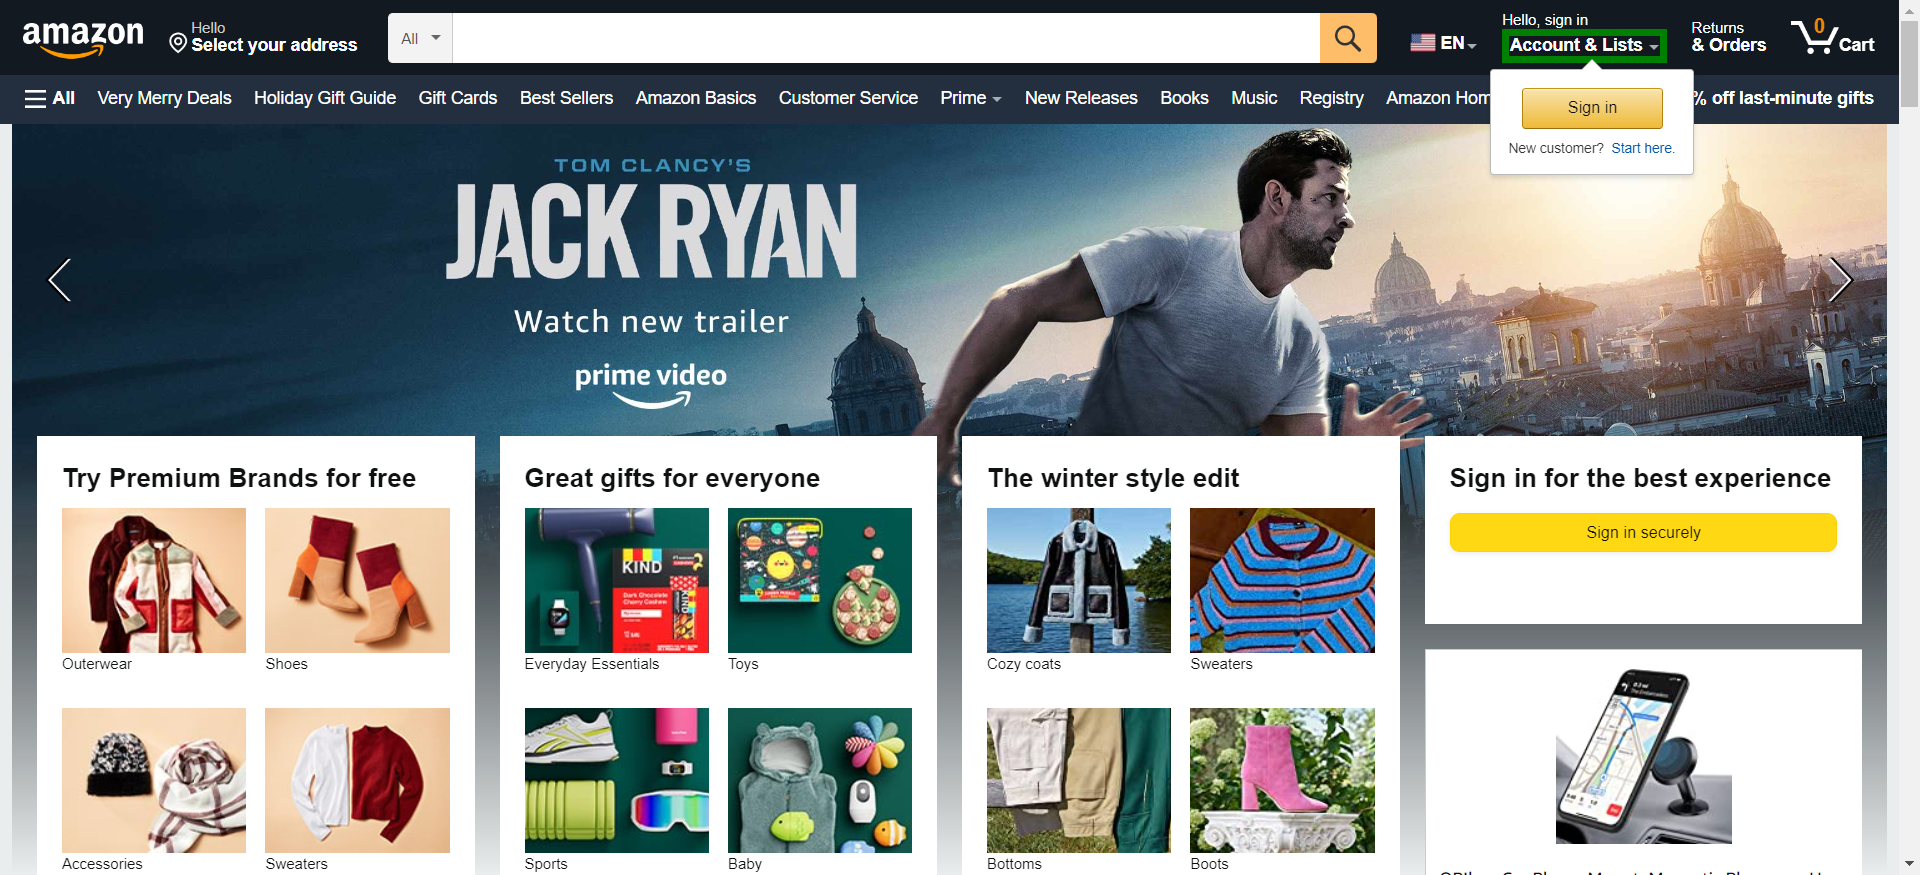 amazon
Hello
Select your address
All
EN
Hello, sign in
Account & Lists
Returns
& Orders
0
Cart
All
Very Merry Deals
Holiday Gift Guide
Gift Cards
Best Sellers
Amazon Basics
Customer Service
Prime
New Releases
Books
Music
Registry
Amazon Hom
% off last-minute gifts
Sign in
New customer? Start here.
TOM CLANCY'S
JACK RYAN
Watch new trailer
prime video
Try Premium Brands for free
Outerwear
Shoes
Accessories
Sweaters
Great gifts for everyone
KIND
Dark Chocolate
Cherry Cashew
KIND
Everyday Essentials
Toys
Sports
Baby
The winter style edit
Cozy coats
Sweaters
Bottoms
Boots
Sign in for the best experience
Sign in securely